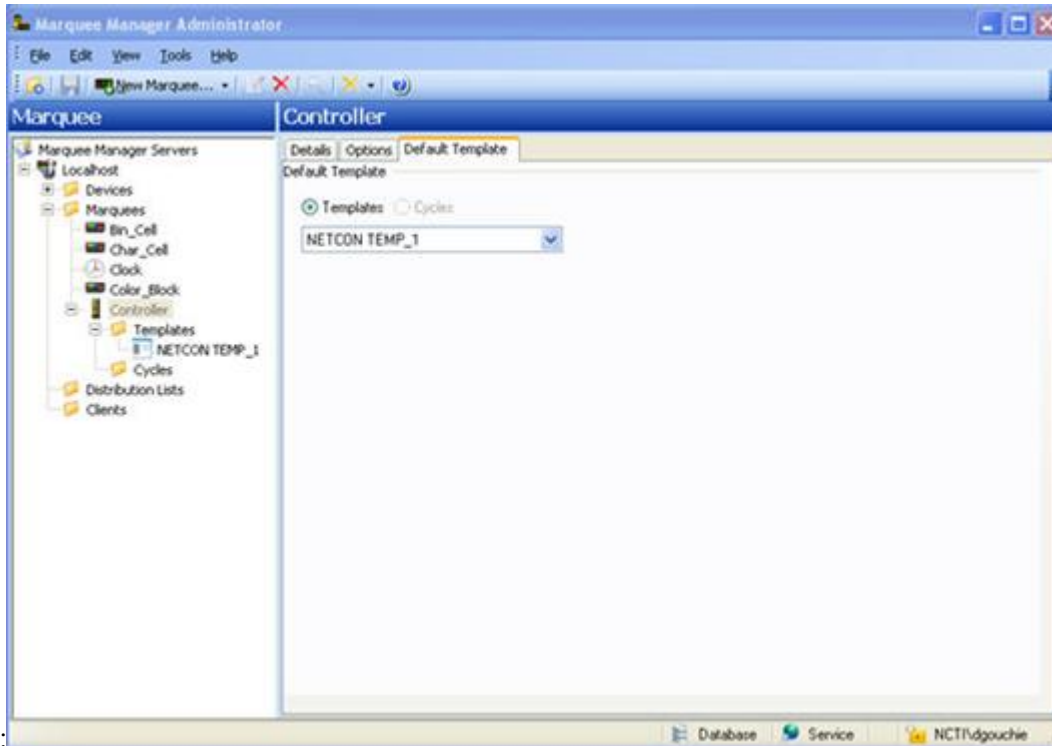 Marquee Manager Administrator
File Edit View Tools Help
New Marquee...
Marquee
Controller
Marquee Manager Servers
Localhost
Devices
Marquees
Bin_Cell
Char_Cell
Clock
Color_Block
Controller
Templates
NETCON TEMP_1
Cycles
Distribution Lists
Clients
Details Options Default Template
Default Template
Templates Cycles
NETCON TEMP_1
Database Service NCTI\dgouchie